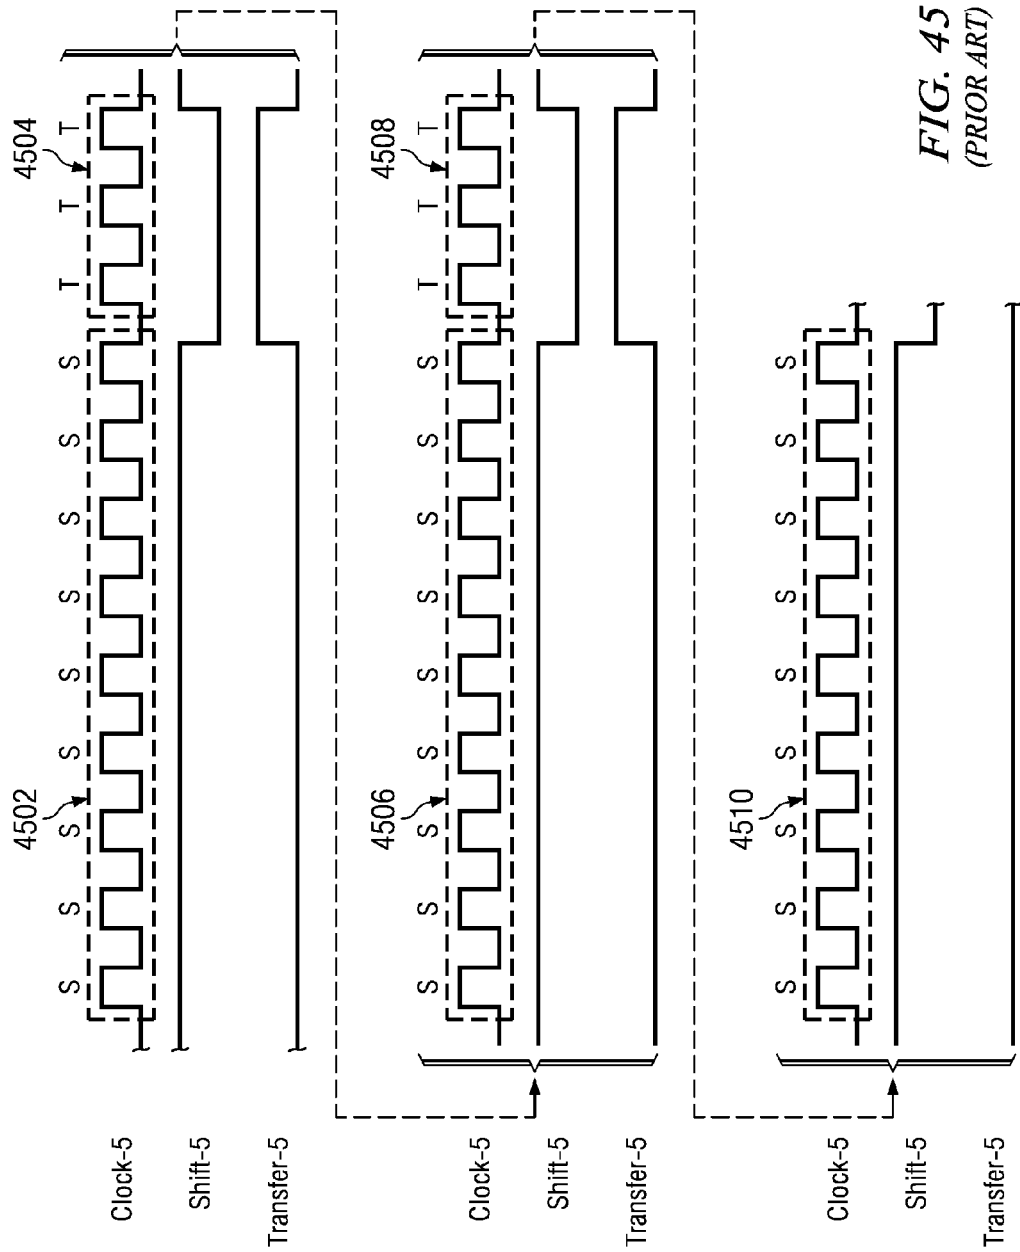 4502 4504
S S S S S S S S S T T T
Clock-5
Shift-5
Transfer-5
4506 4508
S S S S S S S S S T T T
Clock-5
Shift-5
Transfer-5
4510
S S S S S S S S S
Clock-5
Shift-5
Transfer-5
FIG. 45
(PRIOR ART)